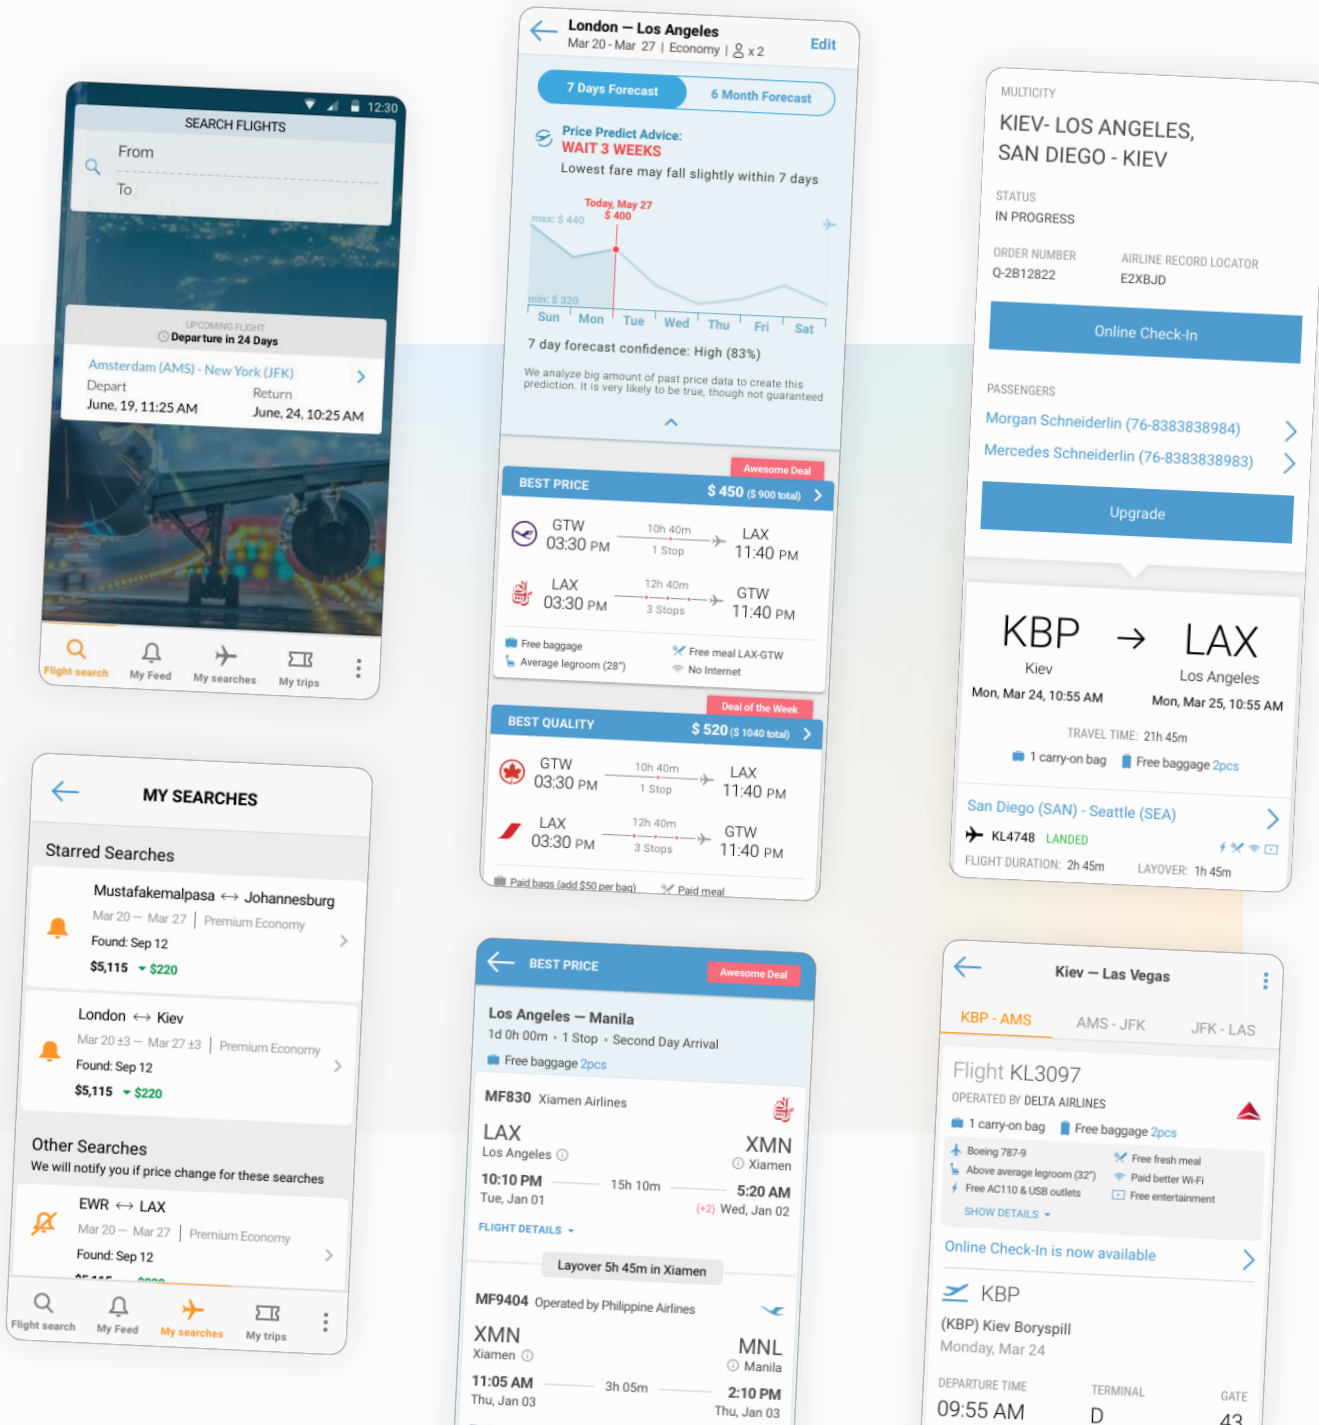 12:30
SEARCH FLIGHTS
From
To
UPCOMING FLIGHT
Departure in 24 Days
Amsterdam (AMS) - New York (JFK)
Depart
Return
June, 19, 11:25 AM
June, 24, 10:25 AM
Flight search
My Feed
My searches
My trips
MY SEARCHES
Starred Searches
Mustafakemalpasa ↔ Johannesburg
Mar 20 — Mar 27 | Premium Economy
Found: Sep 12
$5,115 $220
London ↔ Kiev
Mar 20 ±3 — Mar 27 ±3 | Premium Economy
Found: Sep 12
$5,115 $220
Other Searches
We will notify you if price change for these searches
EWR ↔ LAX
Mar 20 — Mar 27 | Premium Economy
Found: Sep 12
Flight search
My Feed
My searches
My trips
London — Los Angeles
Mar 20 - Mar 27 | Economy | x 2
Edit
7 Days Forecast
6 Month Forecast
Price Predict Advice:
WAIT 3 WEEKS
Lowest fare may fall slightly within 7 days
Today, May 27
$ 400
max: $ 440
min: $ 320
Sun Mon Tue Wed Thu Fri Sat
7 day forecast confidence: High (83%)
We analyze big amount of past price data to create this
prediction. It is very likely to be true, though not guaranteed
Awesome Deal
BEST PRICE $ 450 ($ 900 total)
GTW 10h 40m LAX
03:30 PM 1 Stop 11:40 PM
LAX 12h 40m GTW
03:30 PM 3 Stops 11:40 PM
Free baggage Free meal LAX-GTW
Average legroom (28") No Internet
Deal of the Week
BEST QUALITY $ 520 ($ 1040 total)
GTW 10h 40m LAX
03:30 PM 1 Stop 11:40 PM
LAX 12h 40m GTW
03:30 PM 3 Stops 11:40 PM
Paid bags (add $50 per bag) Paid meal
BEST PRICE
Awesome Deal
Los Angeles — Manila
1d 0h 00m • 1 Stop • Second Day Arrival
Free baggage 2pcs
MF830 Xiamen Airlines
LAX XMN
Los Angeles Xiamen
10:10 PM 15h 10m 5:20 AM
Tue, Jan 01 (+2) Wed, Jan 02
FLIGHT DETAILS
Layover 5h 45m in Xiamen
MF9404 Operated by Philippine Airlines
XMN MNL
Xiamen Manila
11:05 AM 3h 05m 2:10 PM
Thu, Jan 03 Thu, Jan 03
MULTICITY
KIEV- LOS ANGELES,
SAN DIEGO - KIEV
STATUS
IN PROGRESS
ORDER NUMBER AIRLINE RECORD LOCATOR
Q-2B12822 E2XBJD
Online Check-In
PASSENGERS
Morgan Schneiderlin (76-8383838984)
Mercedes Schneiderlin (76-8383838983)
Upgrade
KBP → LAX
Kiev Los Angeles
Mon, Mar 24, 10:55 AM Mon, Mar 25, 10:55 AM
TRAVEL TIME: 21h 45m
1 carry-on bag Free baggage 2pcs
San Diego (SAN) - Seattle (SEA)
KL4748 LANDED
FLIGHT DURATION: 2h 45m LAYOVER: 1h 45m
Kiev — Las Vegas
KBP - AMS AMS - JFK JFK - LAS
Flight KL3097
OPERATED BY DELTA AIRLINES
1 carry-on bag Free baggage 2pcs
Boeing 787-9 Free fresh meal
Above average legroom (32") Paid better Wi-Fi
Free AC110 & USB outlets Free entertainment
SHOW DETAILS
Online Check-In is now available
KBP
(KBP) Kiev Boryspill
Monday, Mar 24
DEPARTURE TIME TERMINAL GATE
09:55 AM D 43